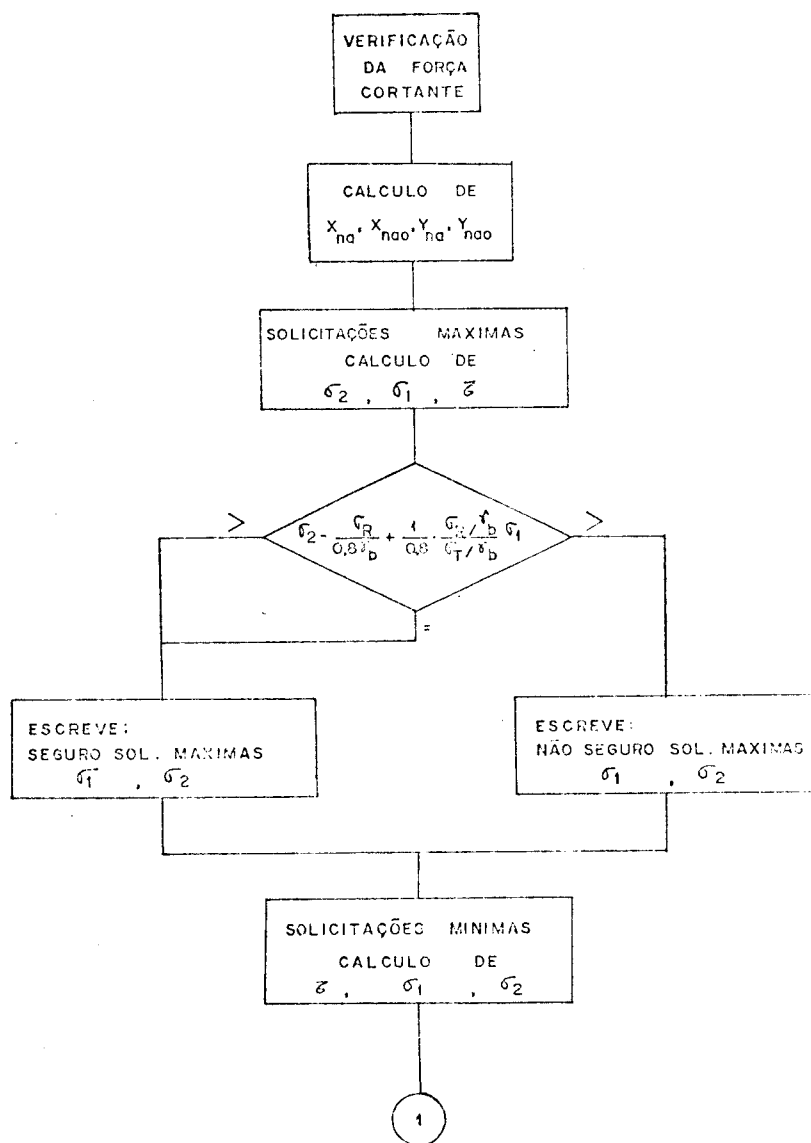 VERIFICAÇÃO
DA FORÇA
CORTANTE
CALCULO DE
X_na, X_nao, Y_na, Y_nao
SOLICITAÇÕES MAXIMAS
CALCULO DE
σ2 , σ1 , τ̄
> >
σ2 - σR/0,8γb + 1/0,8 · σR/γb / σT/γb σ1
=
ESCREVE:
SEGURO SOL. MAXIMAS
σ1 , σ2
ESCREVE:
NÃO SEGURO SOL. MAXIMAS
σ1 , σ2
SOLICITAÇÕES MINIMAS
CALCULO DE
τ , σ1 , σ2
1